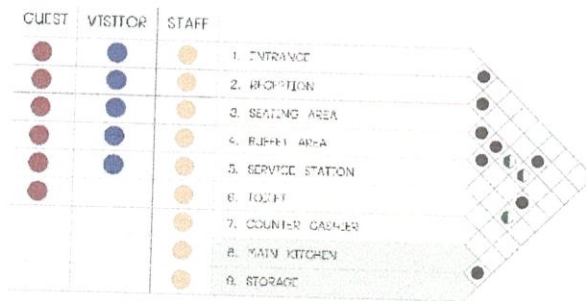 GUEST VISITOR STAFF
1. ENTRANCE
2. RECEPTION
3. SEATING AREA
4. BUFFET AREA
5. SERVICE STATION
6. TOILET
7. COUNTER CASHIER
8. MAIN KITCHEN
9. STORAGE